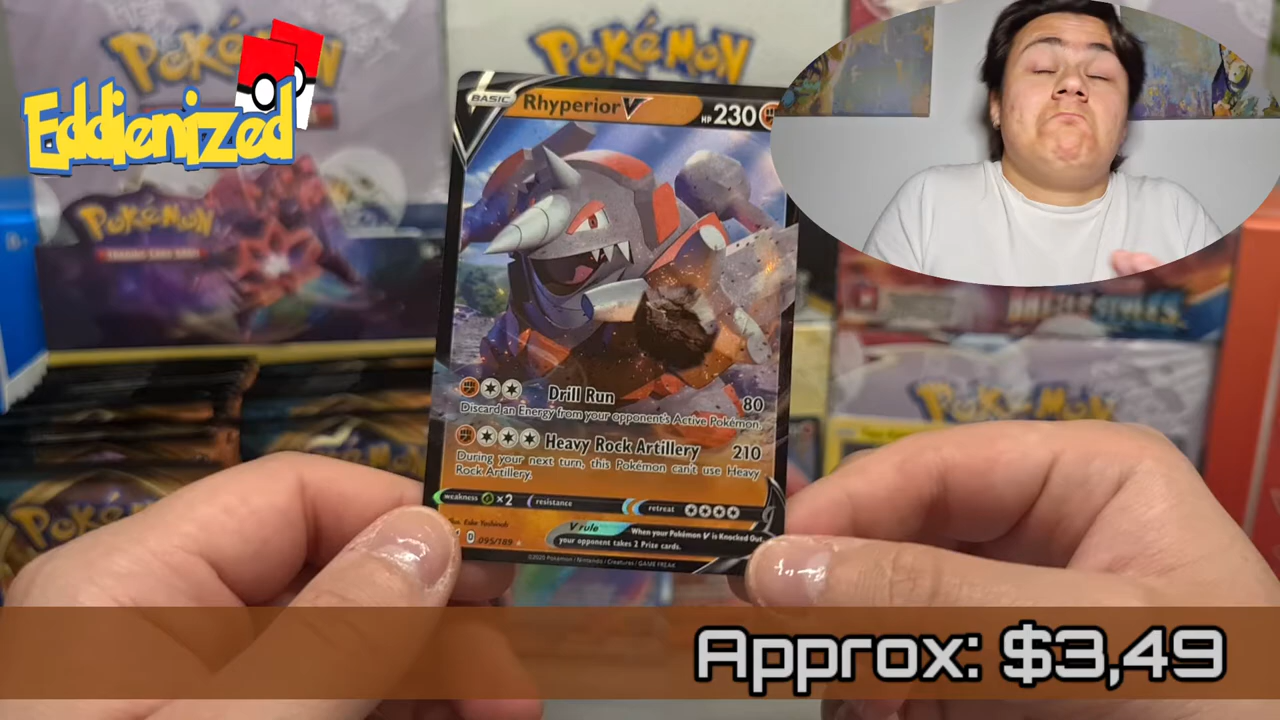 Pokémon
Eddienized
Pokémon
Pokémon
BATTLE STYLES
Pokémon
BASIC Rhyperior V HP 230
Drill Run 80
Discard an Energy from your opponent's Active Pokémon.
Heavy Rock Artillery 210
During your next turn, this Pokémon can't use Heavy
Rock Artillery.
weakness ×2 resistance retreat
V rule When your Pokémon V is Knocked Out,
your opponent takes 2 Prize cards.
D 095/189
©2020 Pokémon / Nintendo / Creatures / GAME FREAK
Approx: $3,49